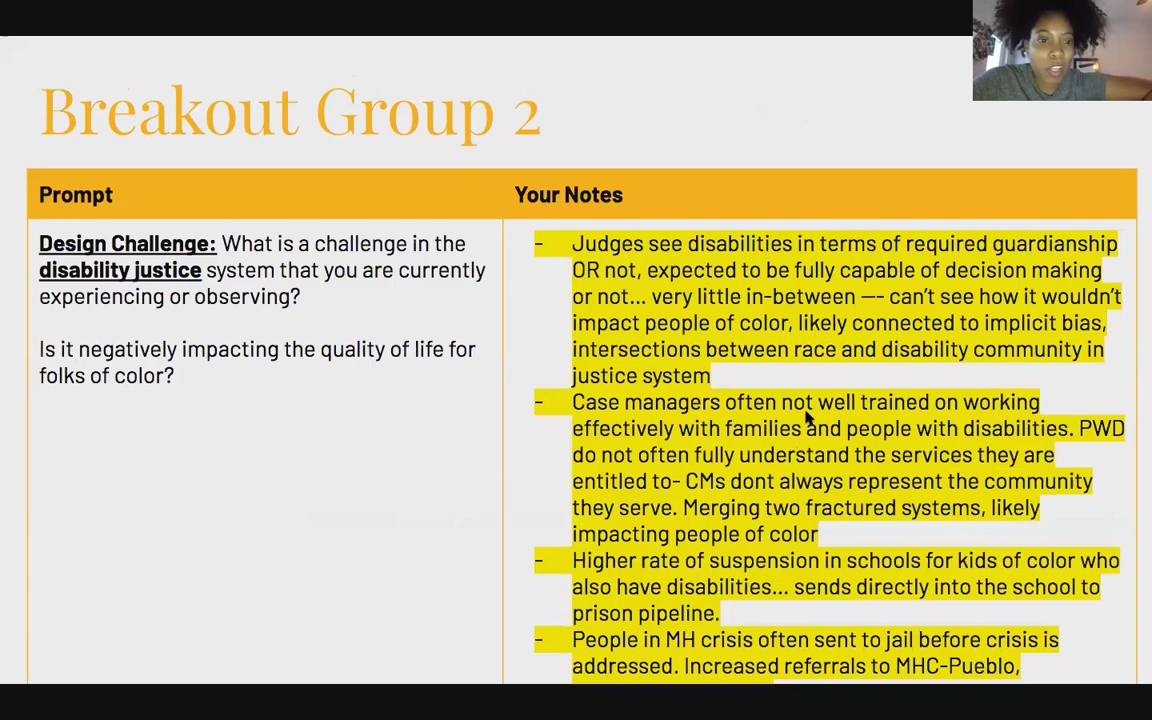 Breakout Group 2
Prompt
Your Notes
Design Challenge: What is a challenge in the
disability justice system that you are currently
experiencing or observing?
Is it negatively impacting the quality of life for
folks of color?
- Judges see disabilities in terms of required guardianship
OR not, expected to be fully capable of decision making
or not... very little in-between –-- can't see how it wouldn't
impact people of color, likely connected to implicit bias,
intersections between race and disability community in
justice system
- Case managers often not well trained on working
effectively with families and people with disabilities. PWD
do not often fully understand the services they are
entitled to- CMs dont always represent the community
they serve. Merging two fractured systems, likely
impacting people of color
- Higher rate of suspension in schools for kids of color who
also have disabilities... sends directly into the school to
prison pipeline.
- People in MH crisis often sent to jail before crisis is
addressed. Increased referrals to MHC-Pueblo,